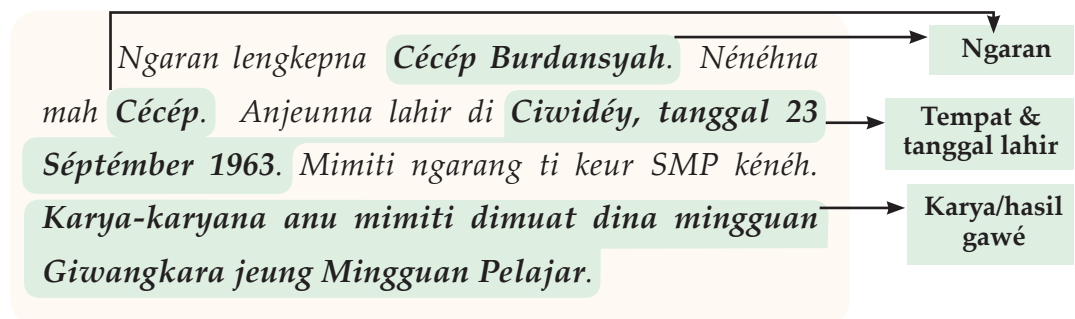 Ngaran lengkepna Cécép Burdansyah. Nénéhna
mah Cécép. Anjeunna lahir di Ciwidéy, tanggal 23
Séptémber 1963. Mimiti ngarang ti keur SMP kénéh.
Karya-karyana anu mimiti dimuat dina mingguan
Giwangkara jeung Mingguan Pelajar.
Ngaran
Tempat &
tanggal lahir
Karya/hasil
gawé